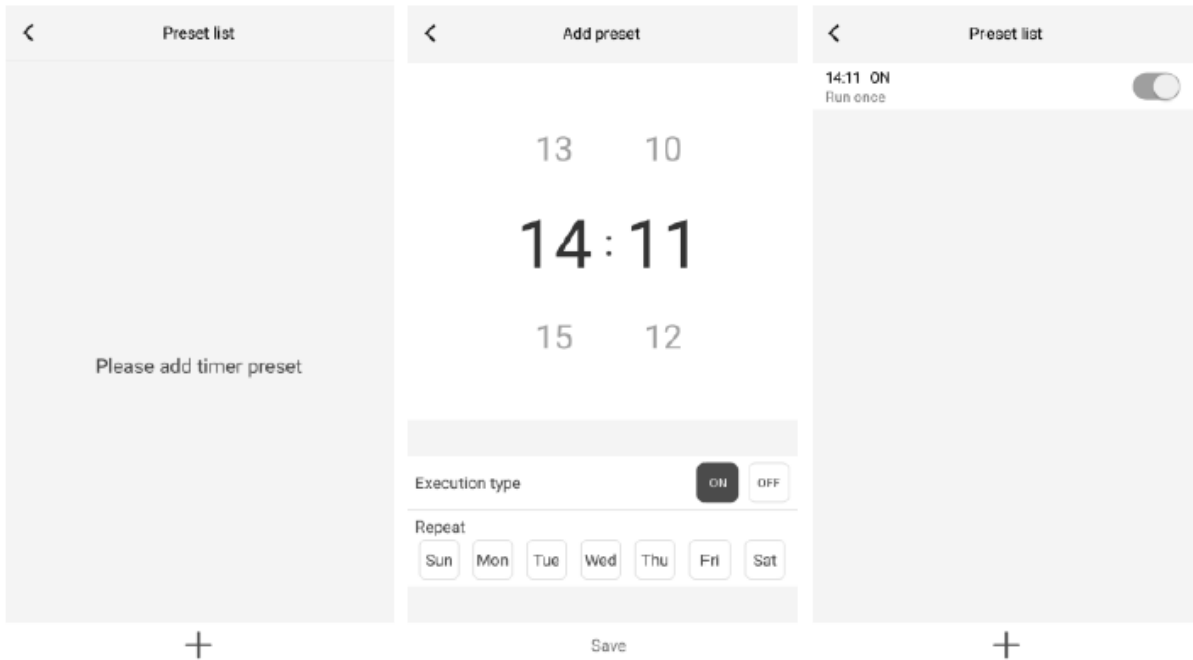 Preset list
Please add timer preset
Add preset
13 10
14 : 11
15 12
Execution type ON OFF
Repeat
Sun Mon Tue Wed Thu Fri Sat
Save
Preset list
14:11 ON
Run once